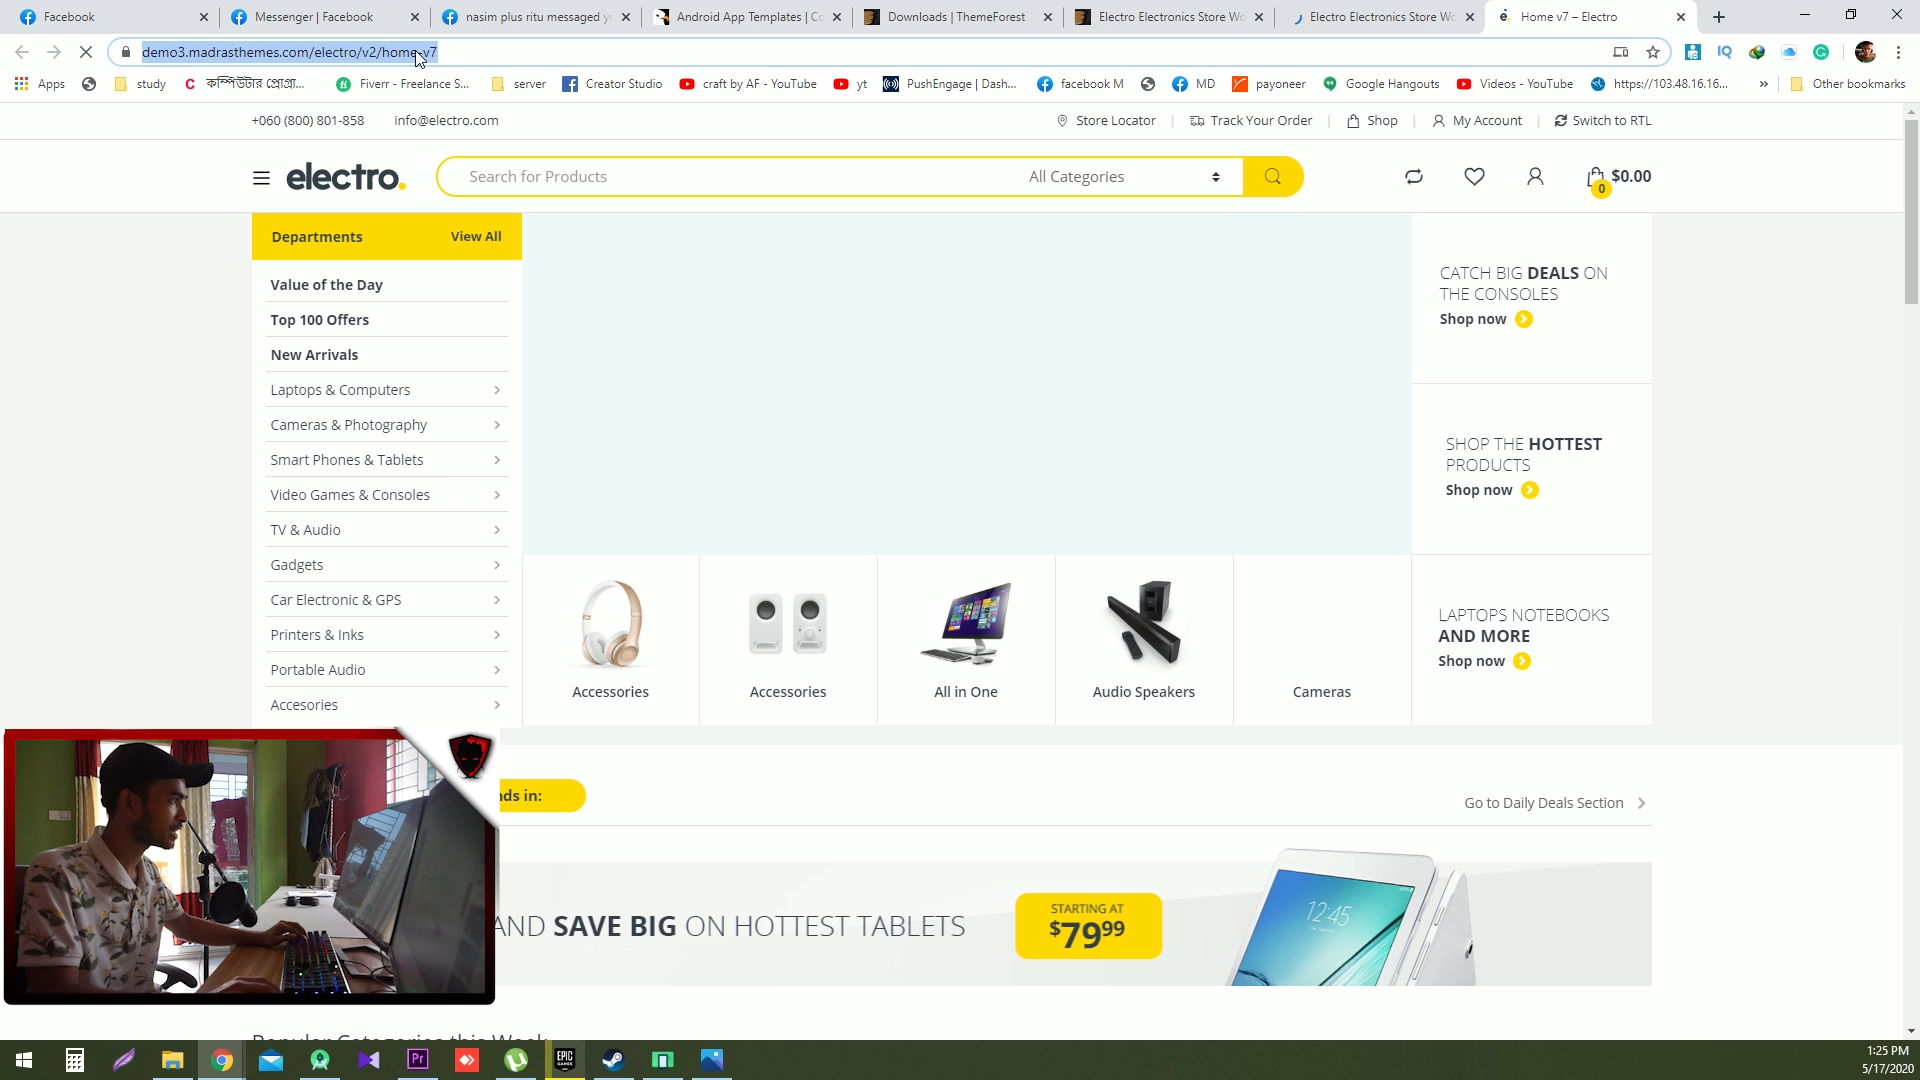 Facebook
Messenger | Facebook
nasim plus ritu messaged y
Android App Templates | Co
Downloads | ThemeForest
Electro Electronics Store Wo
Electro Electronics Store Wo
Home v7 – Electro
demo3.madrasthemes.com/electro/v2/home-v7
Apps
study
কম্পিউটার প্রোগ্রা...
Fiverr - Freelance S...
server
Creator Studio
craft by AF - YouTube
yt
PushEngage | Dash...
facebook M
MD
payoneer
Google Hangouts
Videos - YouTube
https://103.48.16.16...
»
Other bookmarks
+060 (800) 801-858
info@electro.com
Store Locator
Track Your Order
Shop
My Account
Switch to RTL
electro.
Search for Products
All Categories
0
$0.00
Departments
View All
Value of the Day
Top 100 Offers
New Arrivals
Laptops & Computers
Cameras & Photography
Smart Phones & Tablets
Video Games & Consoles
TV & Audio
Gadgets
Car Electronic & GPS
Printers & Inks
Portable Audio
Accesories
CATCH BIG DEALS ON
THE CONSOLES
Shop now
SHOP THE HOTTEST
PRODUCTS
Shop now
LAPTOPS NOTEBOOKS
AND MORE
Shop now
Accessories
Accessories
All in One
Audio Speakers
Cameras
nds in:
Go to Daily Deals Section
AND SAVE BIG ON HOTTEST TABLETS
STARTING AT
$79.99
12:45
Popular Categories this Week
Pr
EPIC
GAMES
1:25 PM
5/17/2020